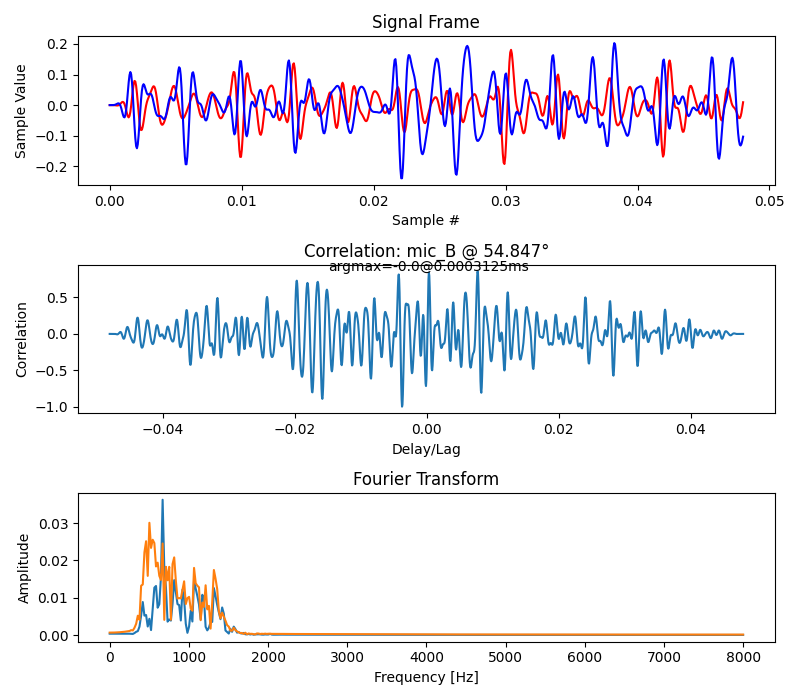 Signal Frame
0.2
0.1
0.0
−0.1
−0.2
Sample Value
0.00 0.01 0.02 0.03 0.04 0.05
Sample #
Correlation: mic_B @ 54.847°
argmax=-0.0@0.0003125ms
0.5
0.0
−0.5
−1.0
Correlation
−0.04 −0.02 0.00 0.02 0.04
Delay/Lag
Fourier Transform
0.03
0.02
0.01
0.00
Amplitude
0 1000 2000 3000 4000 5000 6000 7000 8000
Frequency [Hz]